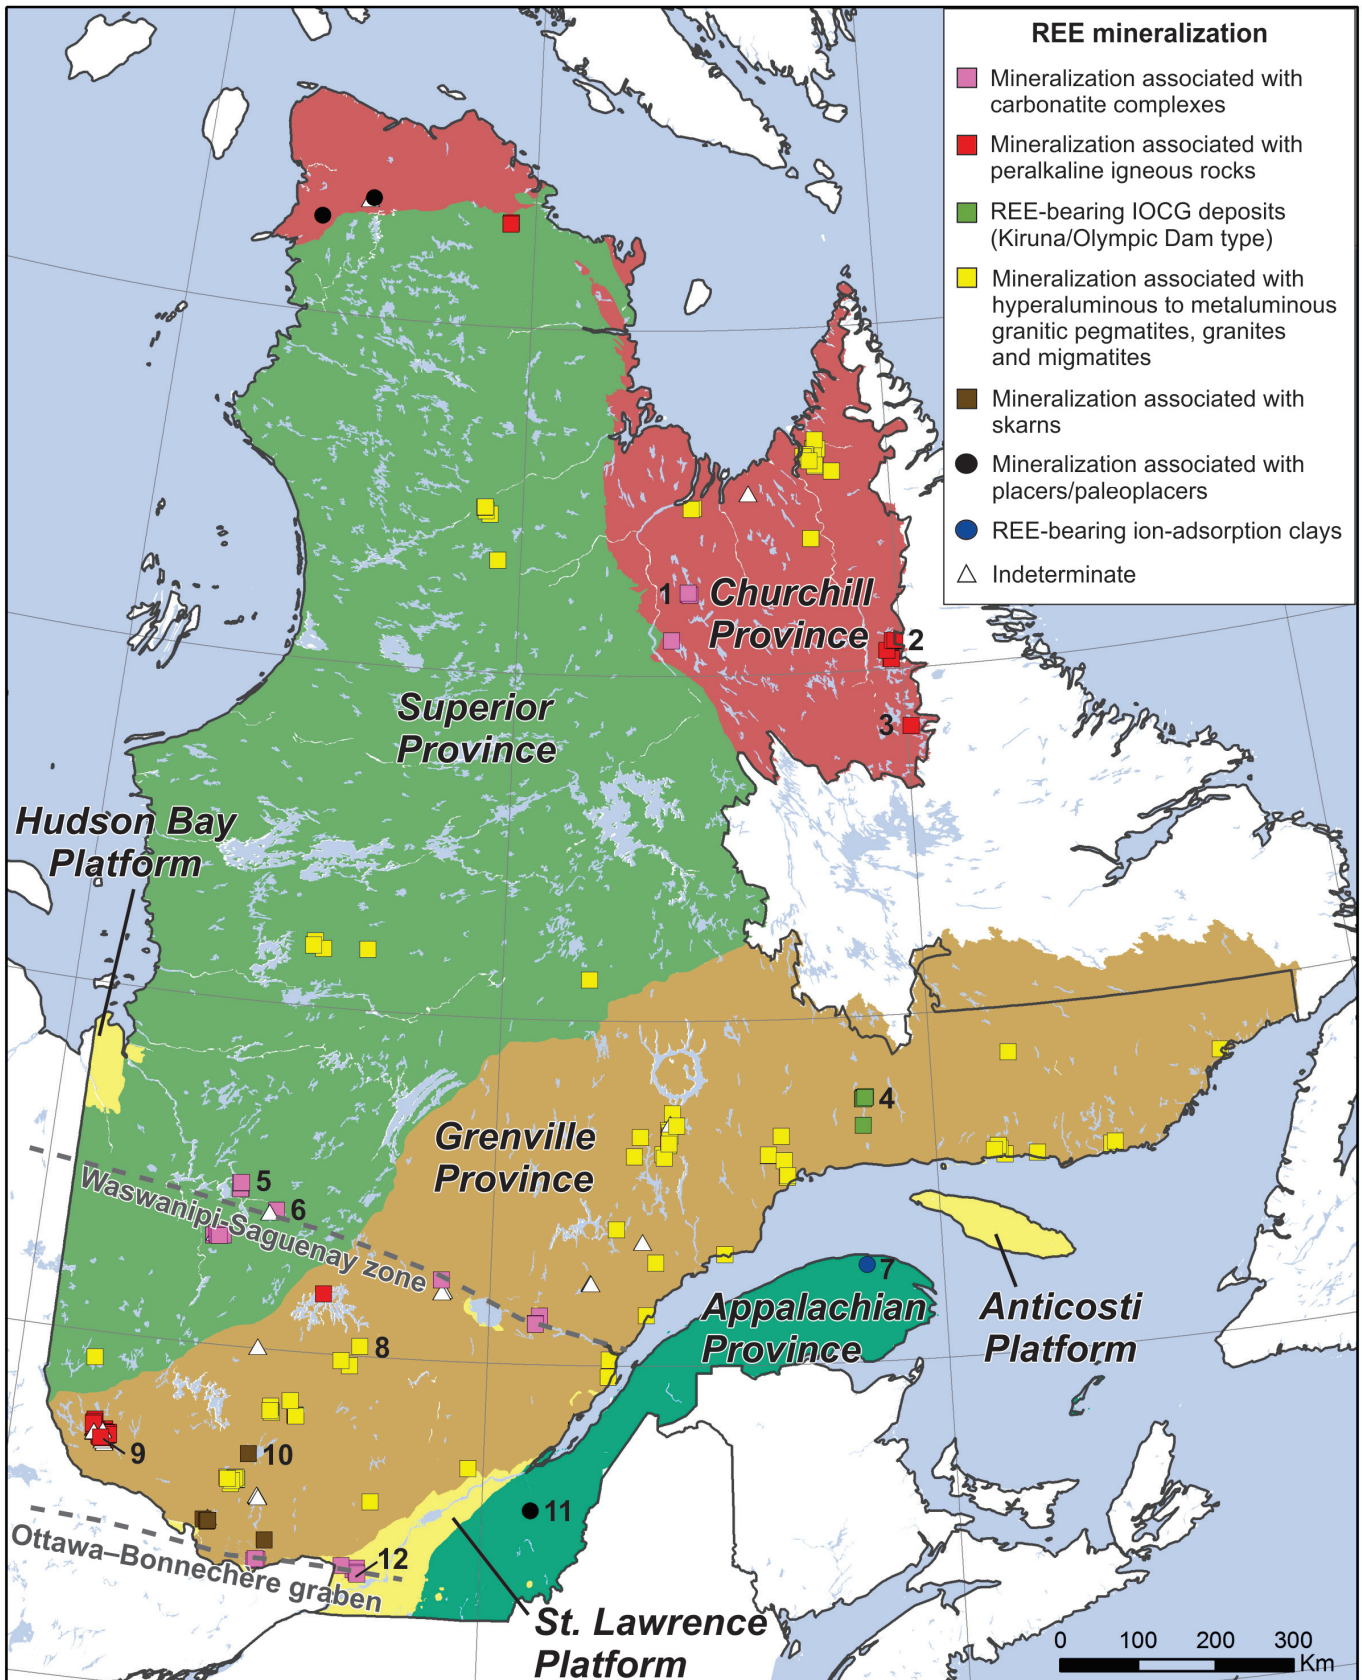 REE mineralization
Mineralization associated with
carbonatite complexes
Mineralization associated with
peralkaline igneous rocks
REE-bearing IOCG deposits
(Kiruna/Olympic Dam type)
Mineralization associated with
hyperaluminous to metaluminous
granitic pegmatites, granites
and migmatites
Mineralization associated with
skarns
Mineralization associated with
placers/paleoplacers
REE-bearing ion-adsorption clays
Indeterminate
1
Churchill
Province
2
3
Superior
Province
Hudson Bay
Platform
4
Grenville
Province
5
6
Waswanipi-Saguenay zone
7
Appalachian
Province
Anticosti
Platform
8
9
10
11
Ottawa–Bonnechere graben
12
St. Lawrence
Platform
0 100 200 300
Km